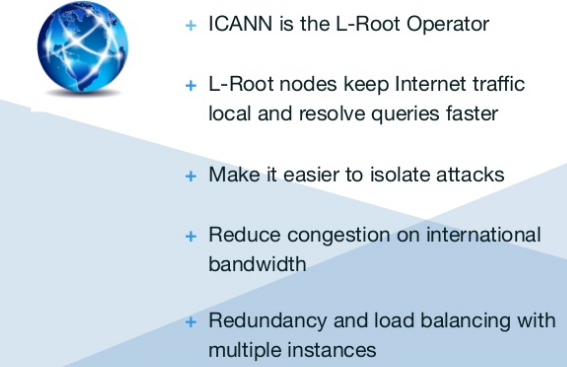 + ICANN is the L-Root Operator
+ L-Root nodes keep Internet traffic
local and resolve queries faster
+ Make it easier to isolate attacks
+ Reduce congestion on international
bandwidth
+ Redundancy and load balancing with
multiple instances